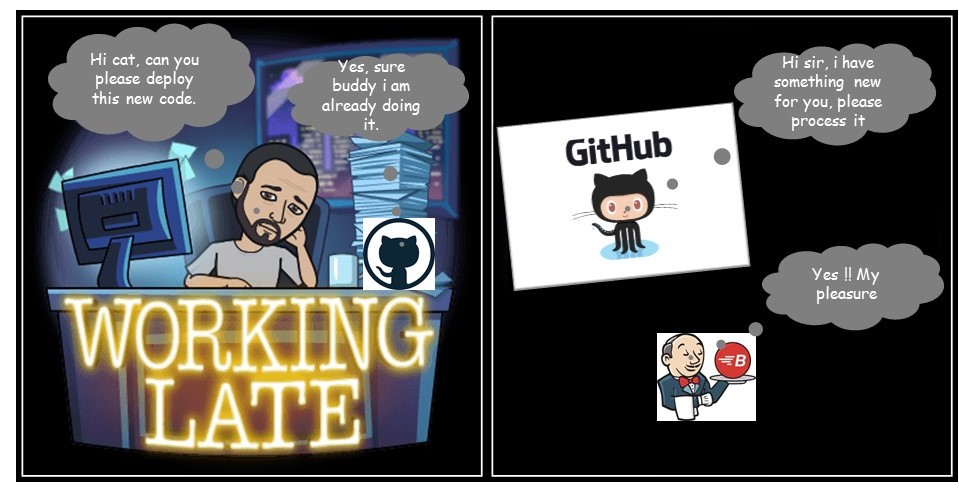 Hi cat, can you
please deploy
this new code.
Yes, sure
buddy i am
already doing
it.
WORKING
LATE
Hi sir, i have
something new
for you, please
process it
GitHub
Yes !! My
pleasure
B